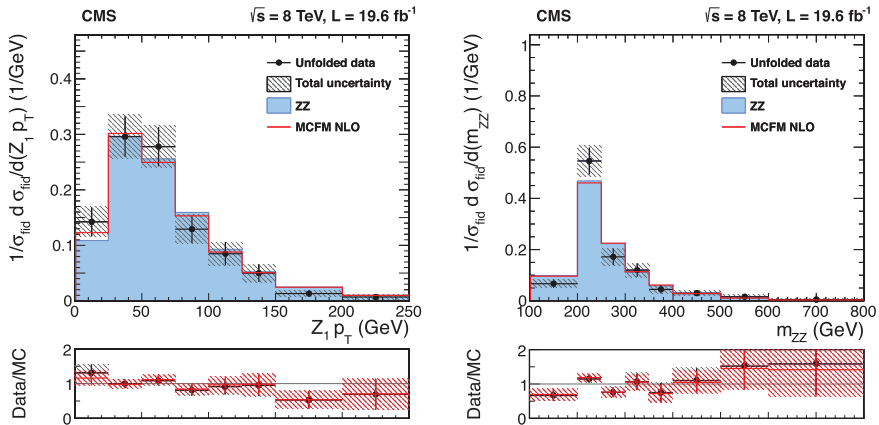 CMS
√s = 8 TeV, L = 19.6 fb⁻¹
1/σ_fid d σ_fid/d(Z₁ p_T) (1/GeV)
0.4
0.3
0.2
0.1
0
Unfolded data
Total uncertainty
ZZ
MCFM NLO
0 50 100 150 200 250
Z₁ p_T (GeV)
Data/MC
2
1
0
CMS
√s = 8 TeV, L = 19.6 fb⁻¹
1/σ_fid d σ_fid/d(m_ZZ) (1/GeV)
1
0.8
0.6
0.4
0.2
0
Unfolded data
Total uncertainty
ZZ
MCFM NLO
100 200 300 400 500 600 700 800
m_ZZ (GeV)
Data/MC
2
1
0